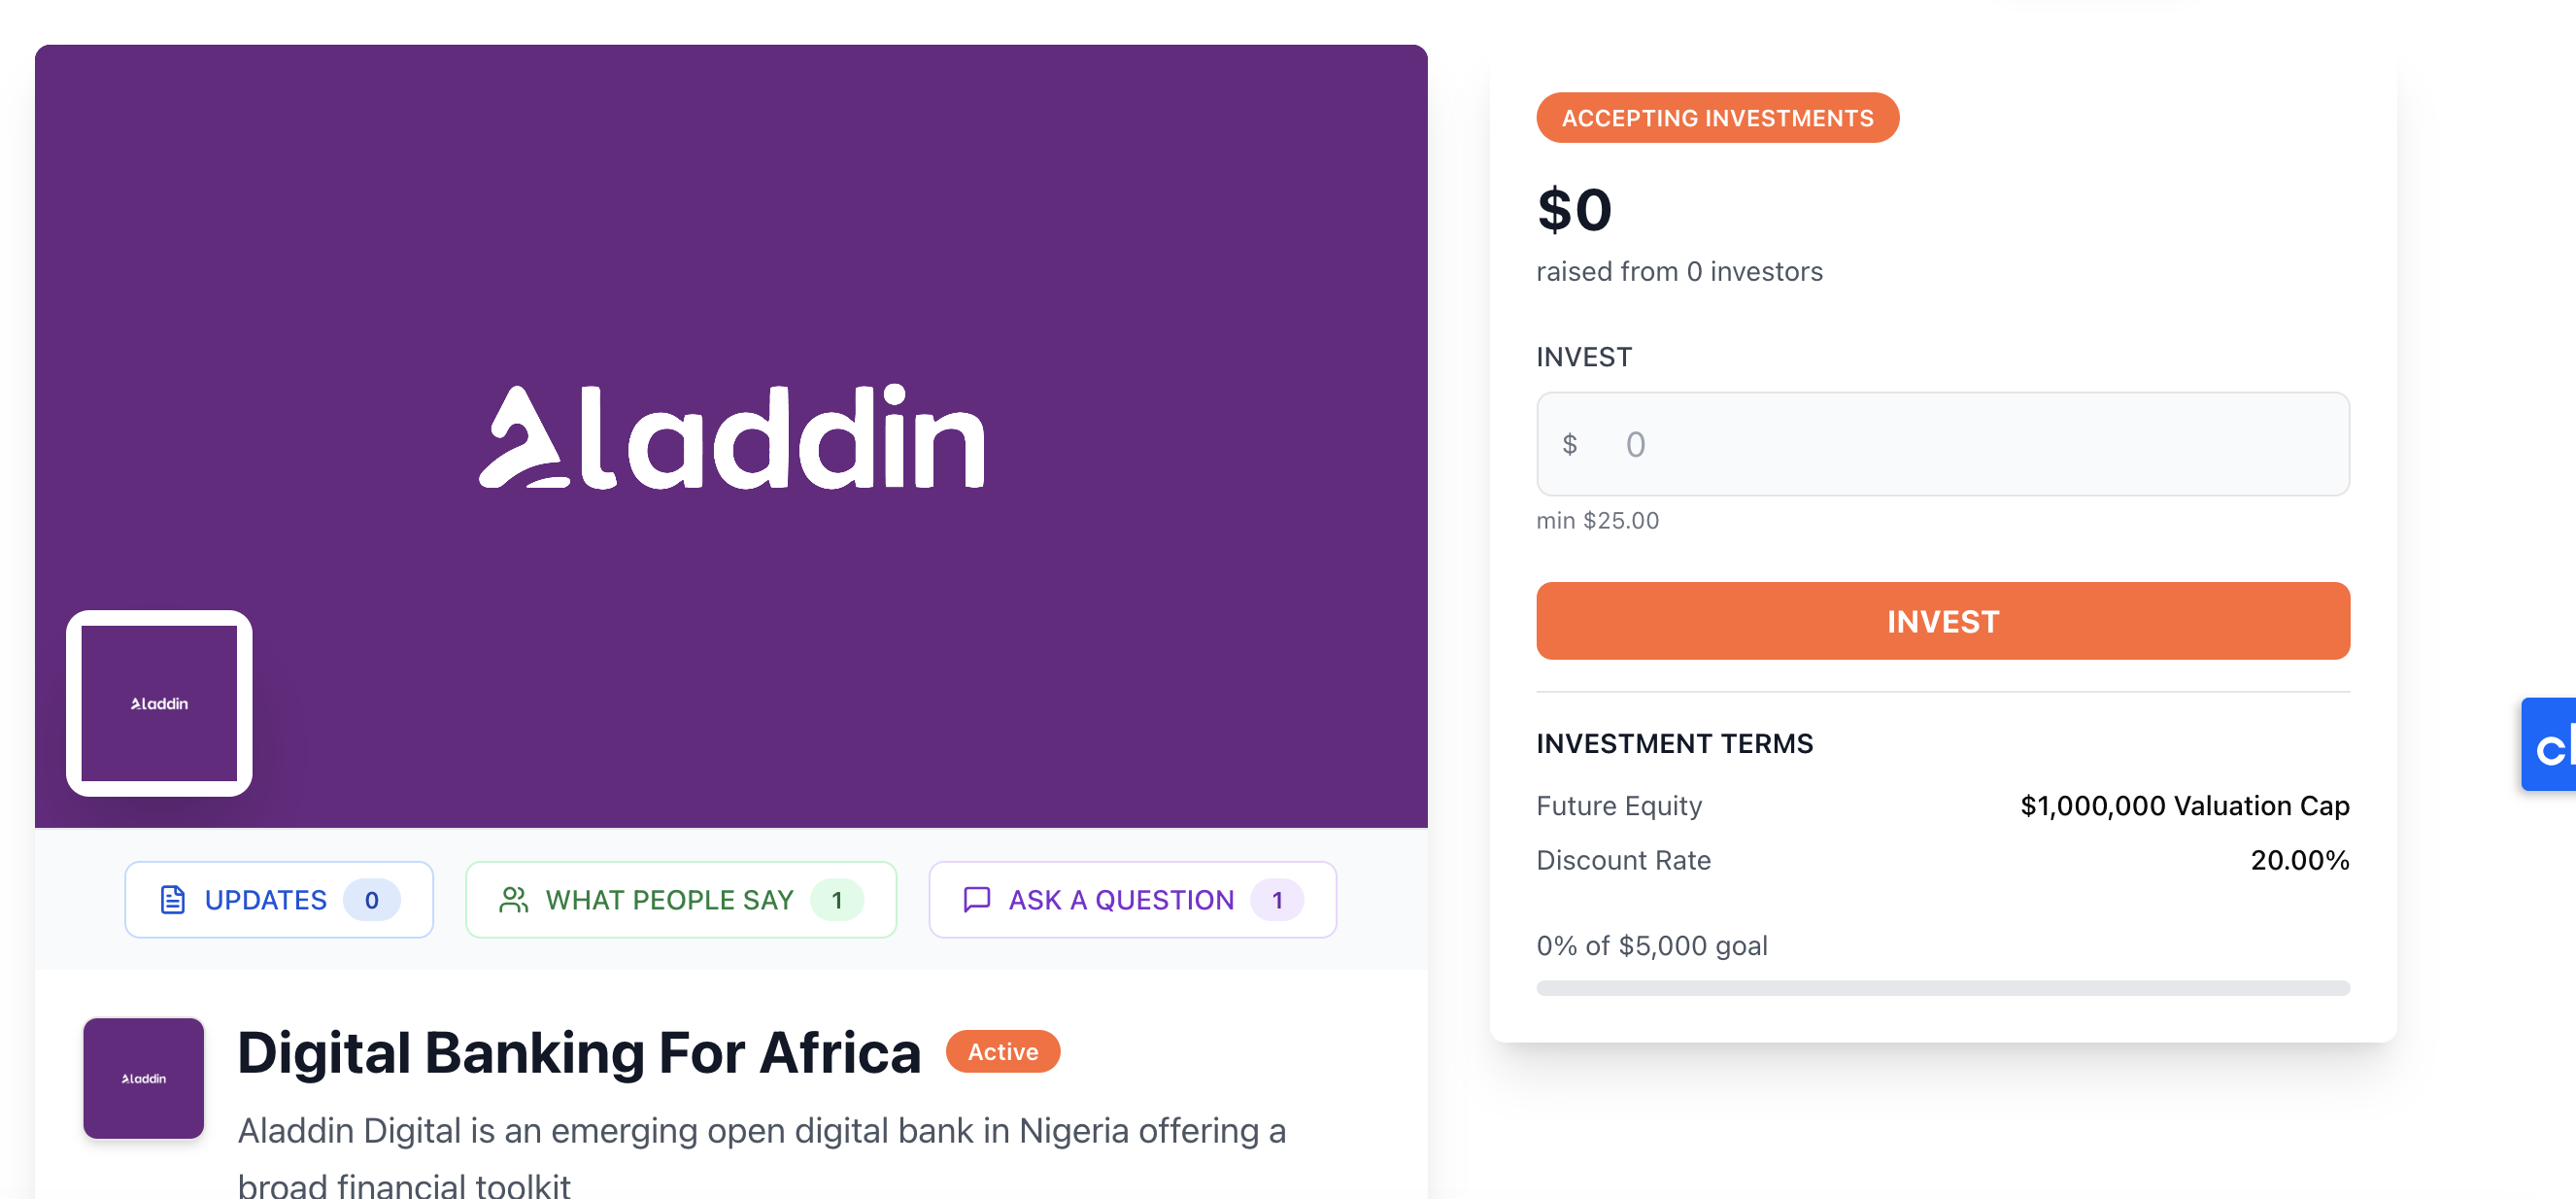 Aladdin
Aladdin
UPDATES 0
WHAT PEOPLE SAY 1
ASK A QUESTION 1
Aladdin
Digital Banking For Africa Active
Aladdin Digital is an emerging open digital bank in Nigeria offering a
broad financial toolkit
ACCEPTING INVESTMENTS
$0
raised from 0 investors
INVEST
$ 0
min $25.00
INVEST
INVESTMENT TERMS
Future Equity $1,000,000 Valuation Cap
Discount Rate 20.00%
0% of $5,000 goal